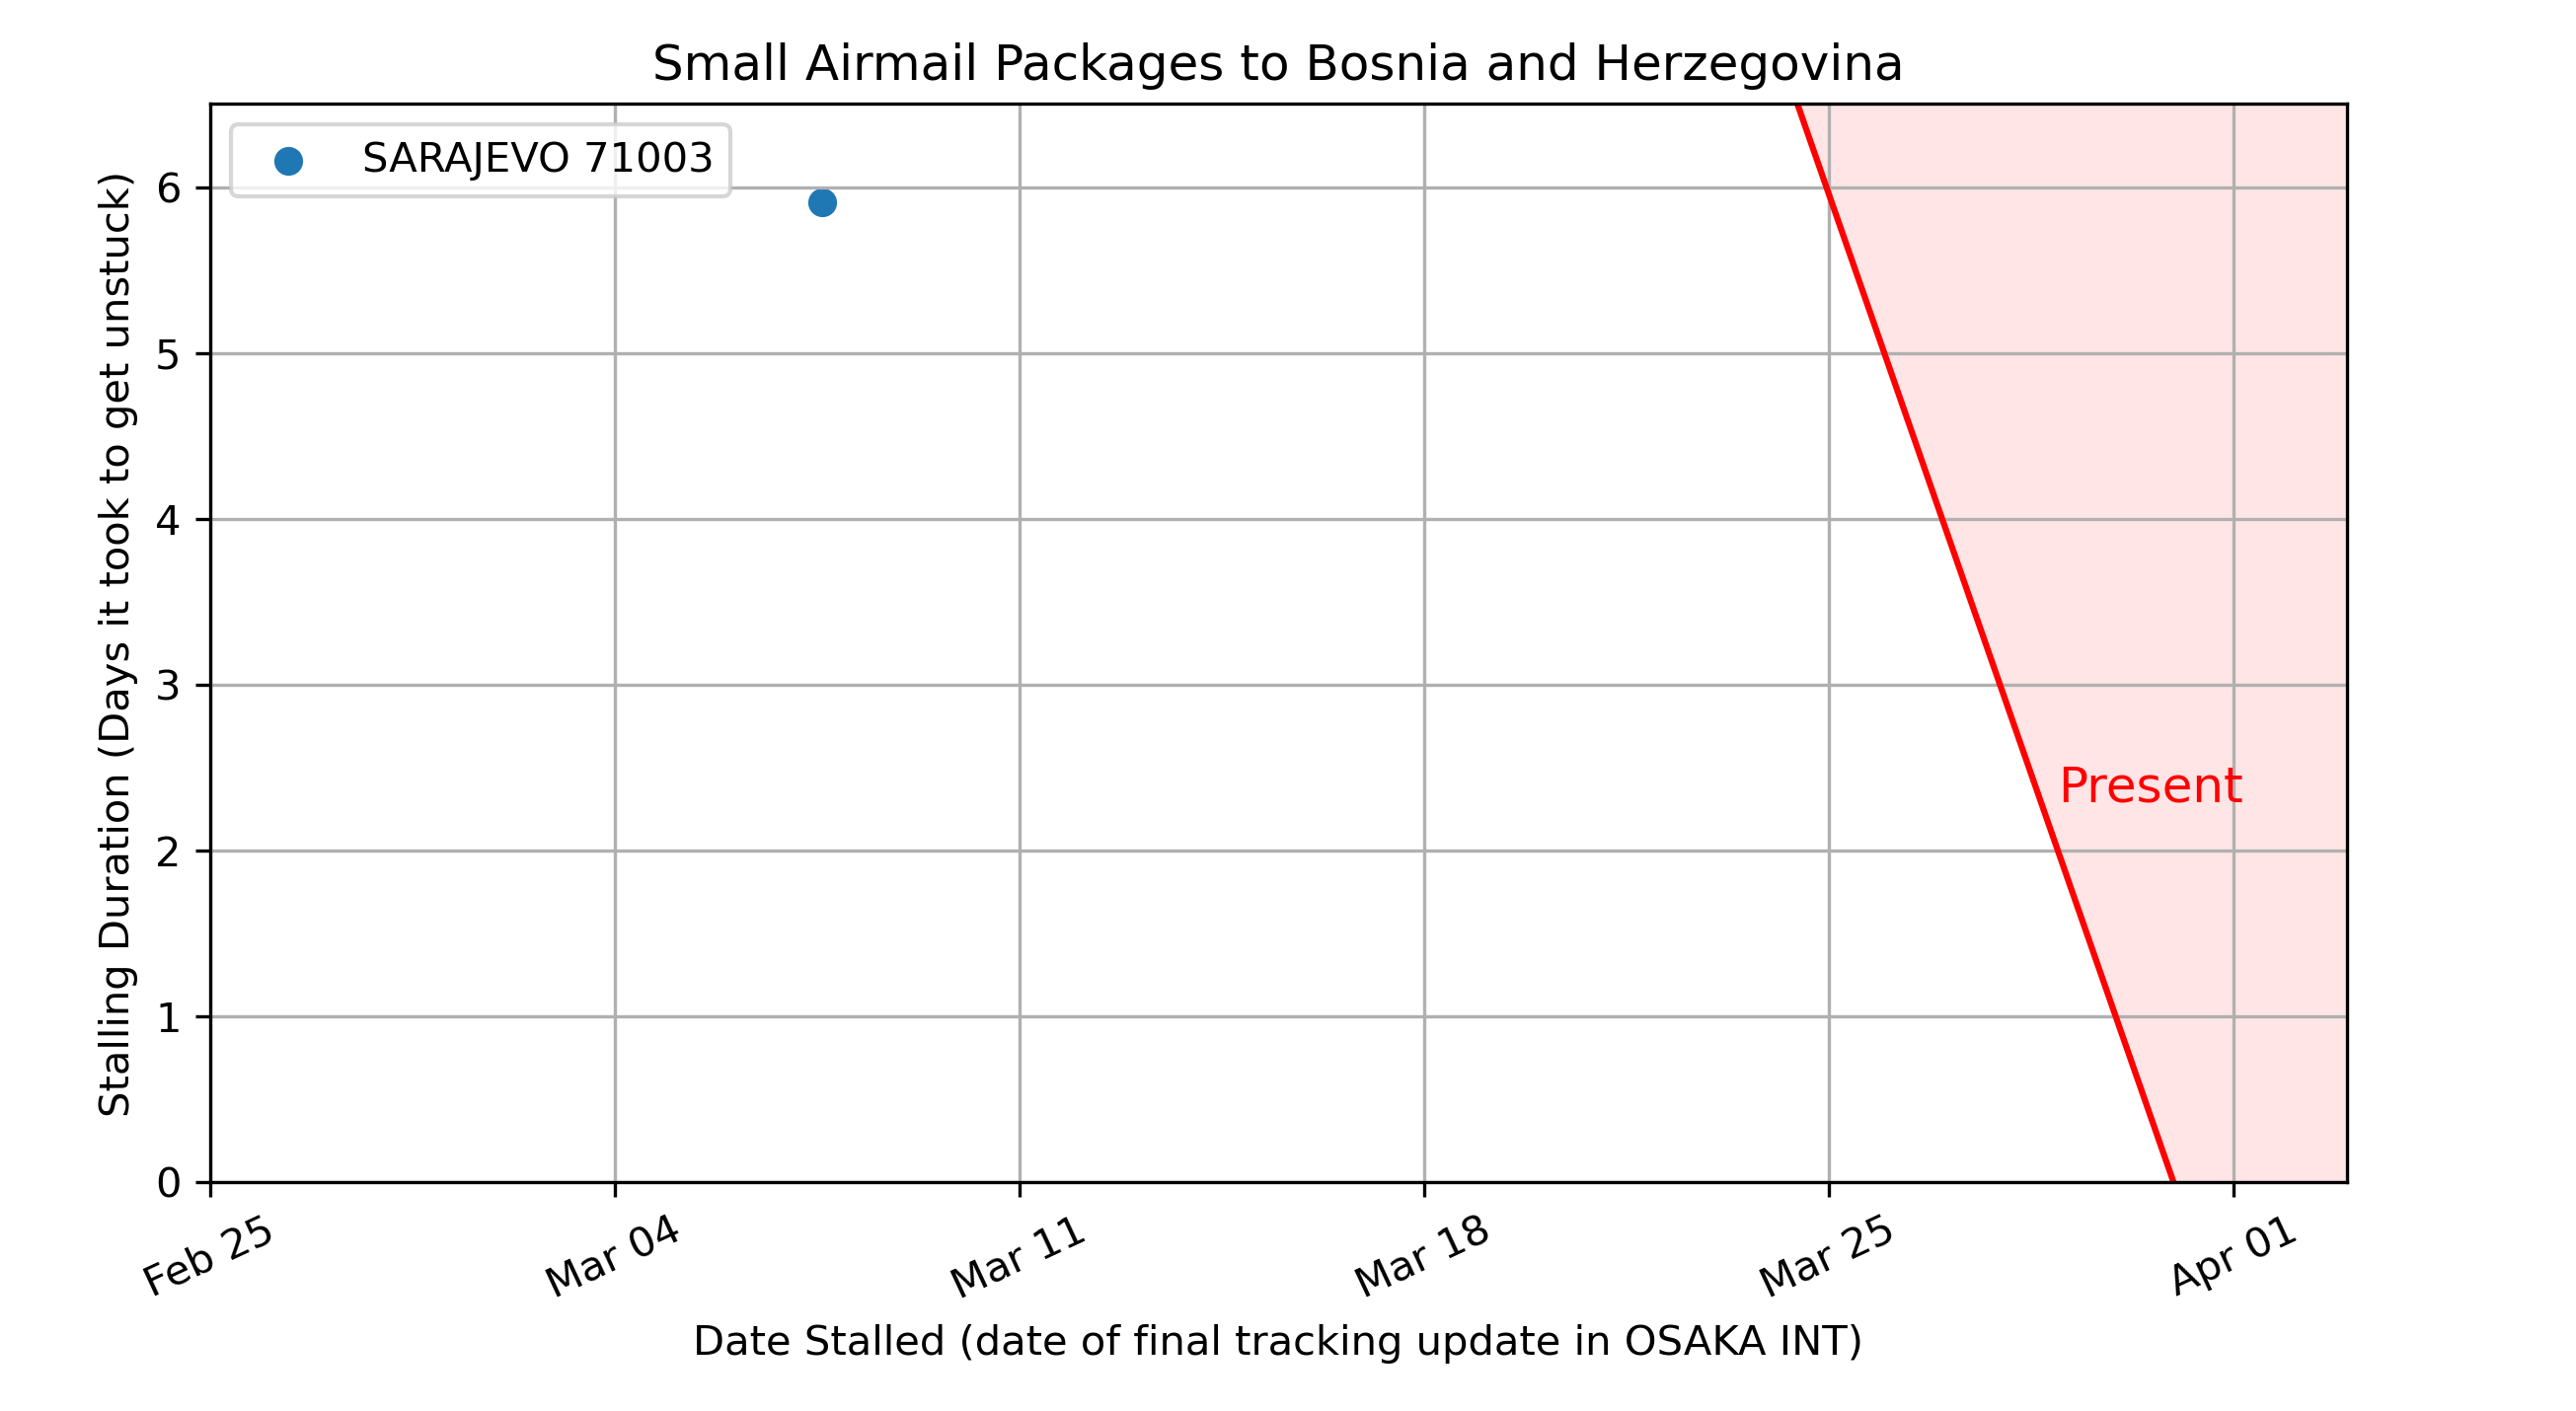 Small Airmail Packages to Bosnia and Herzegovina
SARAJEVO 71003
Stalling Duration (Days it took to get unstuck)
6
5
4
3
2
1
0
Present
Feb 25
Mar 04
Mar 11
Mar 18
Mar 25
Apr 01
Date Stalled (date of final tracking update in OSAKA INT)